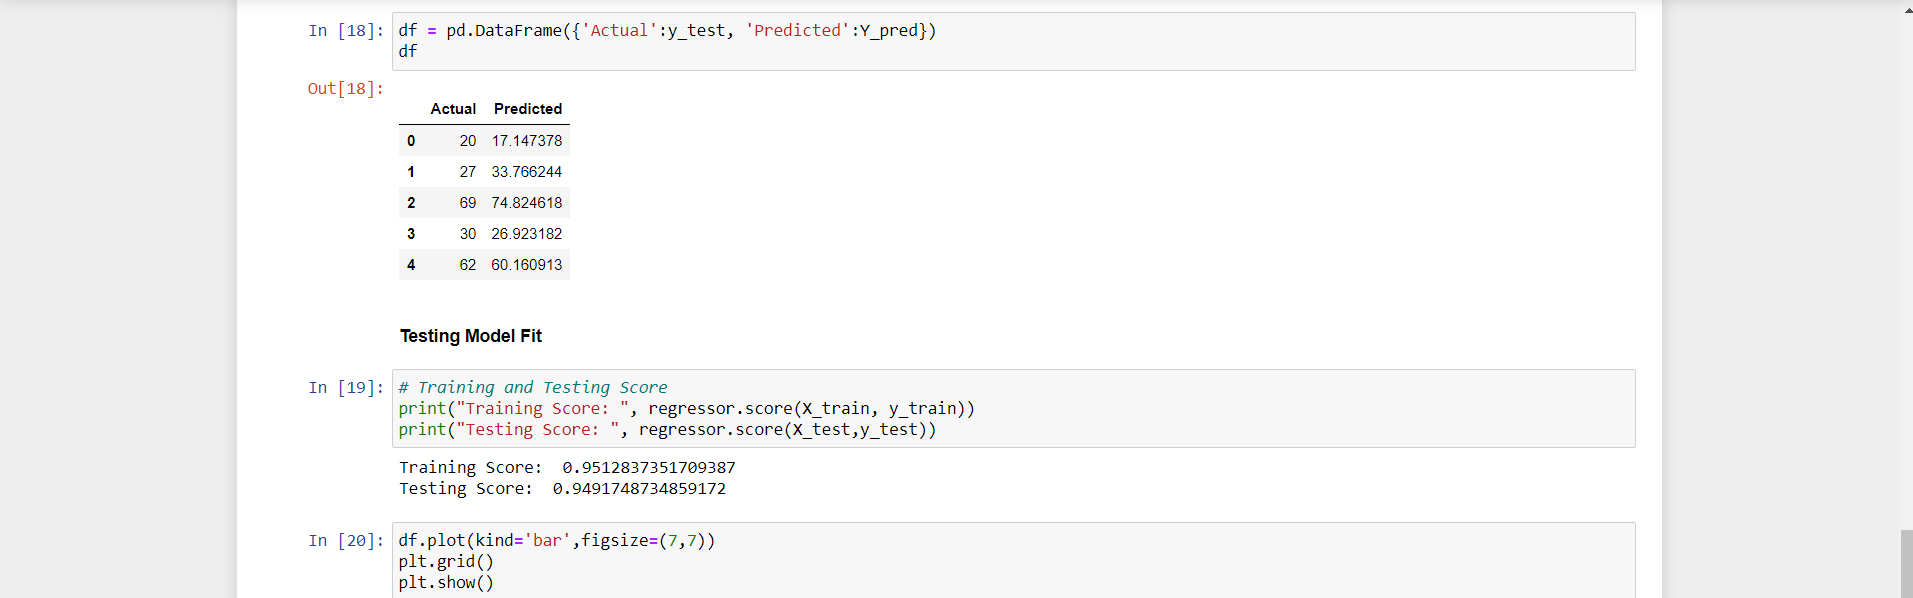 In [18]: df = pd.DataFrame({'Actual':y_test, 'Predicted':Y_pred})
df
Out[18]:
Actual Predicted
0 20 17.147378
1 27 33.766244
2 69 74.824618
3 30 26.923182
4 62 60.160913
Testing Model Fit
In [19]: # Training and Testing Score
print("Training Score: ", regressor.score(X_train, y_train))
print("Testing Score: ", regressor.score(X_test,y_test))
Training Score:  0.9512837351709387
Testing Score:  0.9491748734859172
In [20]: df.plot(kind='bar',figsize=(7,7))
plt.grid()
plt.show()